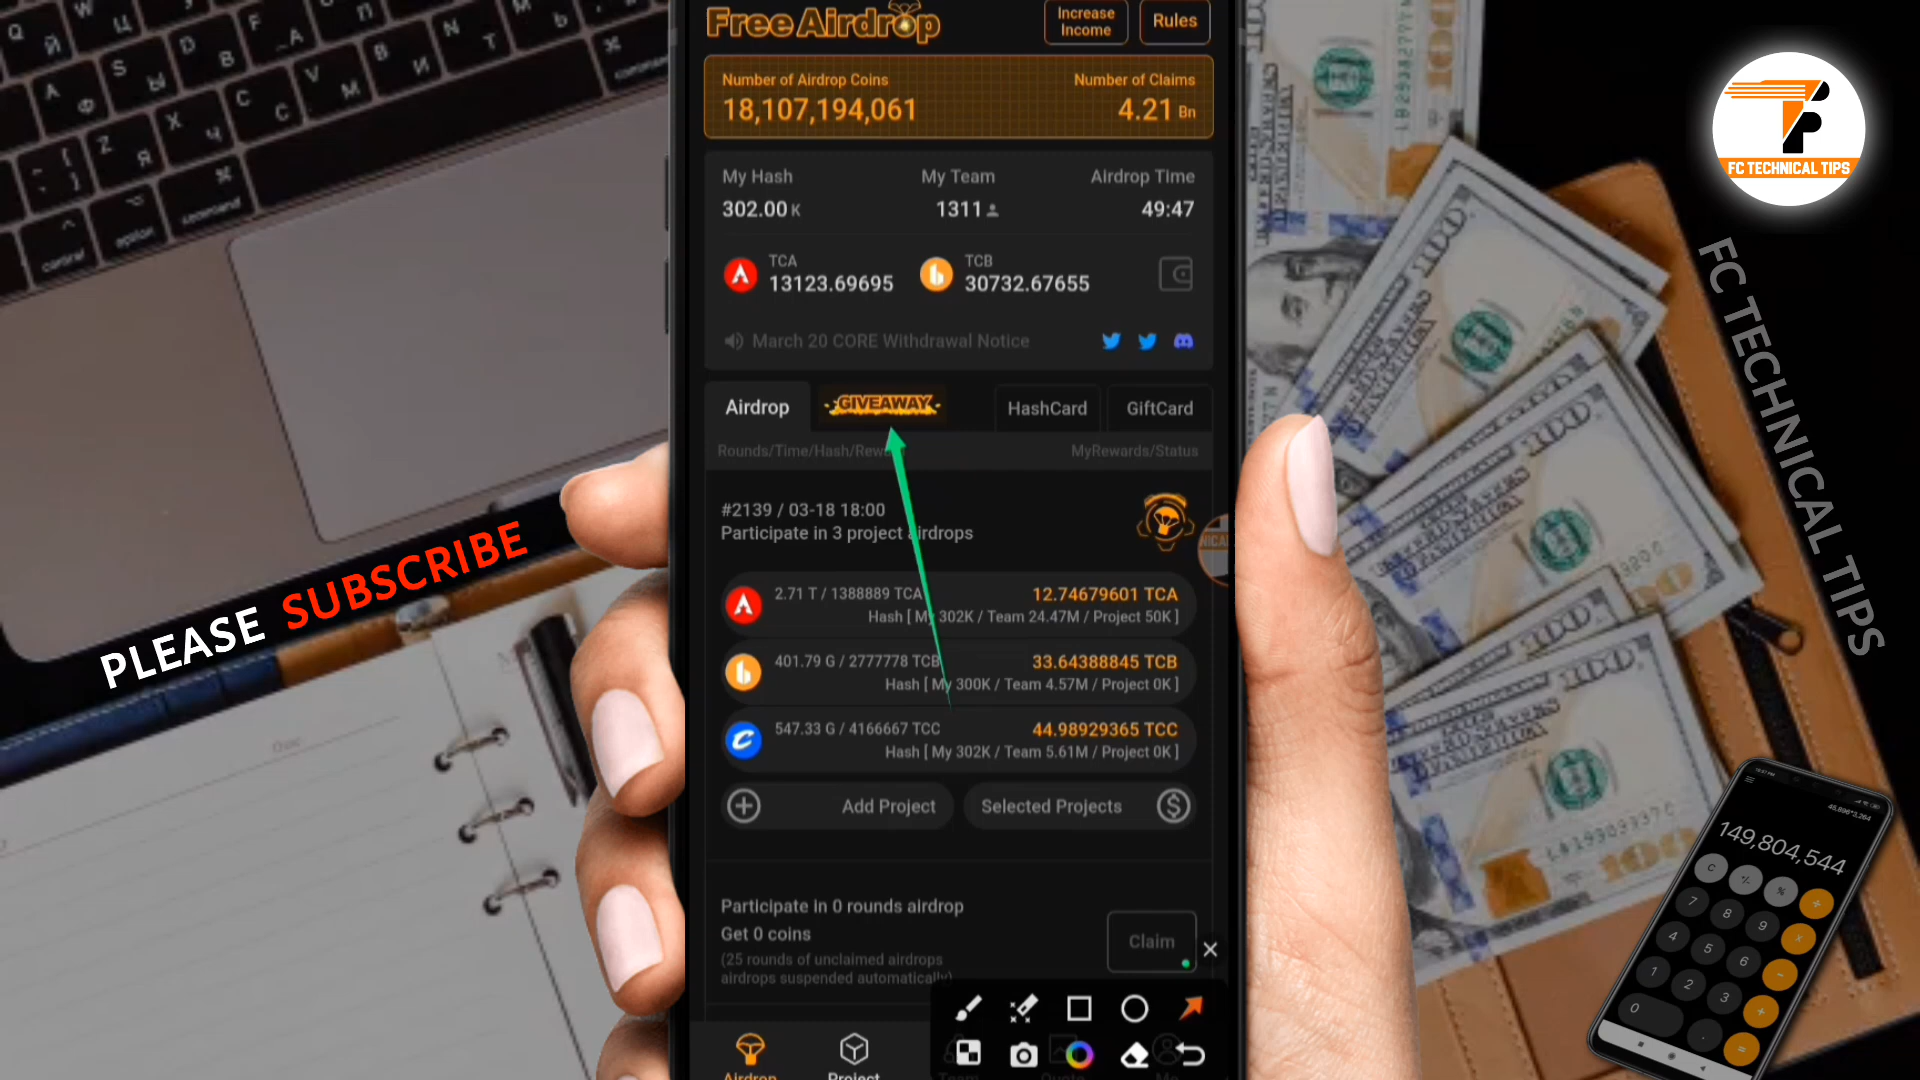 Free Airdrop
Increase
Income
Rules
Number of Airdrop Coins
Number of Claims
18,107,194,061
4.21 Bn
My Hash
My Team
Airdrop Time
302.00 K
1311
49:47
TCA
13123.69695
TCB
30732.67655
March 20 CORE Withdrawal Notice
Airdrop
GIVEAWAY
HashCard
GiftCard
Rounds/Time/Hash/Rew
MyRewards/Status
#2139 / 03-18 18:00
Participate in 3 project airdrops
2.71 T / 1388889 TCA
12.74679601 TCA
Hash [ My 302K / Team 24.47M / Project 50K ]
401.79 G / 2777778 TCB
33.64388845 TCB
Hash [ My 300K / Team 4.57M / Project 0K ]
547.33 G / 4166667 TCC
44.98929365 TCC
Hash [ My 302K / Team 5.61M / Project 0K ]
Add Project
Selected Projects
Participate in 0 rounds airdrop
Get 0 coins
(25 rounds of unclaimed airdrops
airdrops suspended automatically)
Claim
Airdrop
Project
PLEASE SUBSCRIBE
FC TECHNICAL TIPS
FC TECHNICAL TIPS
149,804,544
command
option
control
command